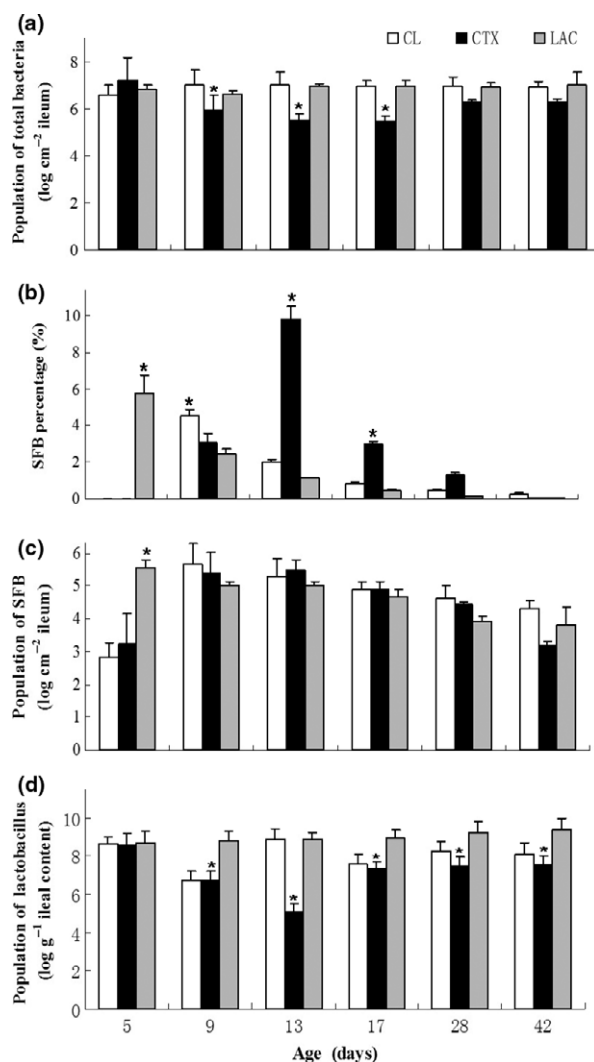 (a)
CL CTX LAC
Population of total bacteria
(log cm⁻² ileum)
8
6
4
2
0
* * *
(b)
SFB percentage (%)
10
8
6
4
2
0
* * * *
(c)
Population of SFB
(log cm⁻² ileum)
6
5
4
3
2
1
0
*
(d)
Population of lactobacillus
(log g⁻¹ ileal content)
10
8
6
4
2
0
* * * * *
5 9 13 17 28 42
Age (days)